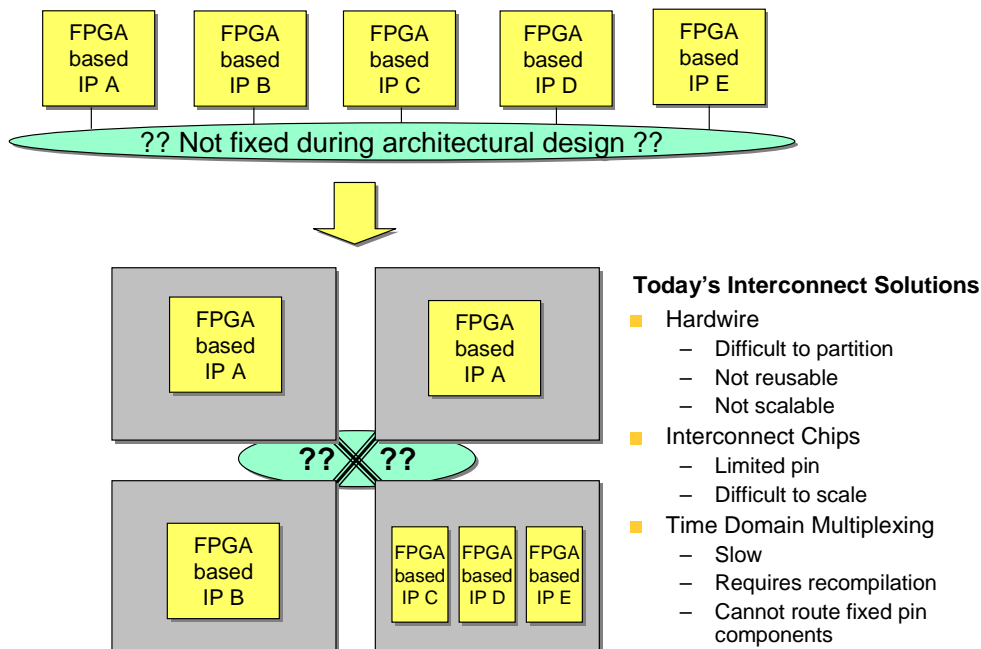 FPGA
based
IP A
FPGA
based
IP B
FPGA
based
IP C
FPGA
based
IP D
FPGA
based
IP E
?? Not fixed during architectural design ??
FPGA
based
IP A
FPGA
based
IP A
?? ??
FPGA
based
IP B
FPGA
based
IP C
FPGA
based
IP D
FPGA
based
IP E
Today's Interconnect Solutions
Hardwire
– Difficult to partition
– Not reusable
– Not scalable
Interconnect Chips
– Limited pin
– Difficult to scale
Time Domain Multiplexing
– Slow
– Requires recompilation
– Cannot route fixed pin
components